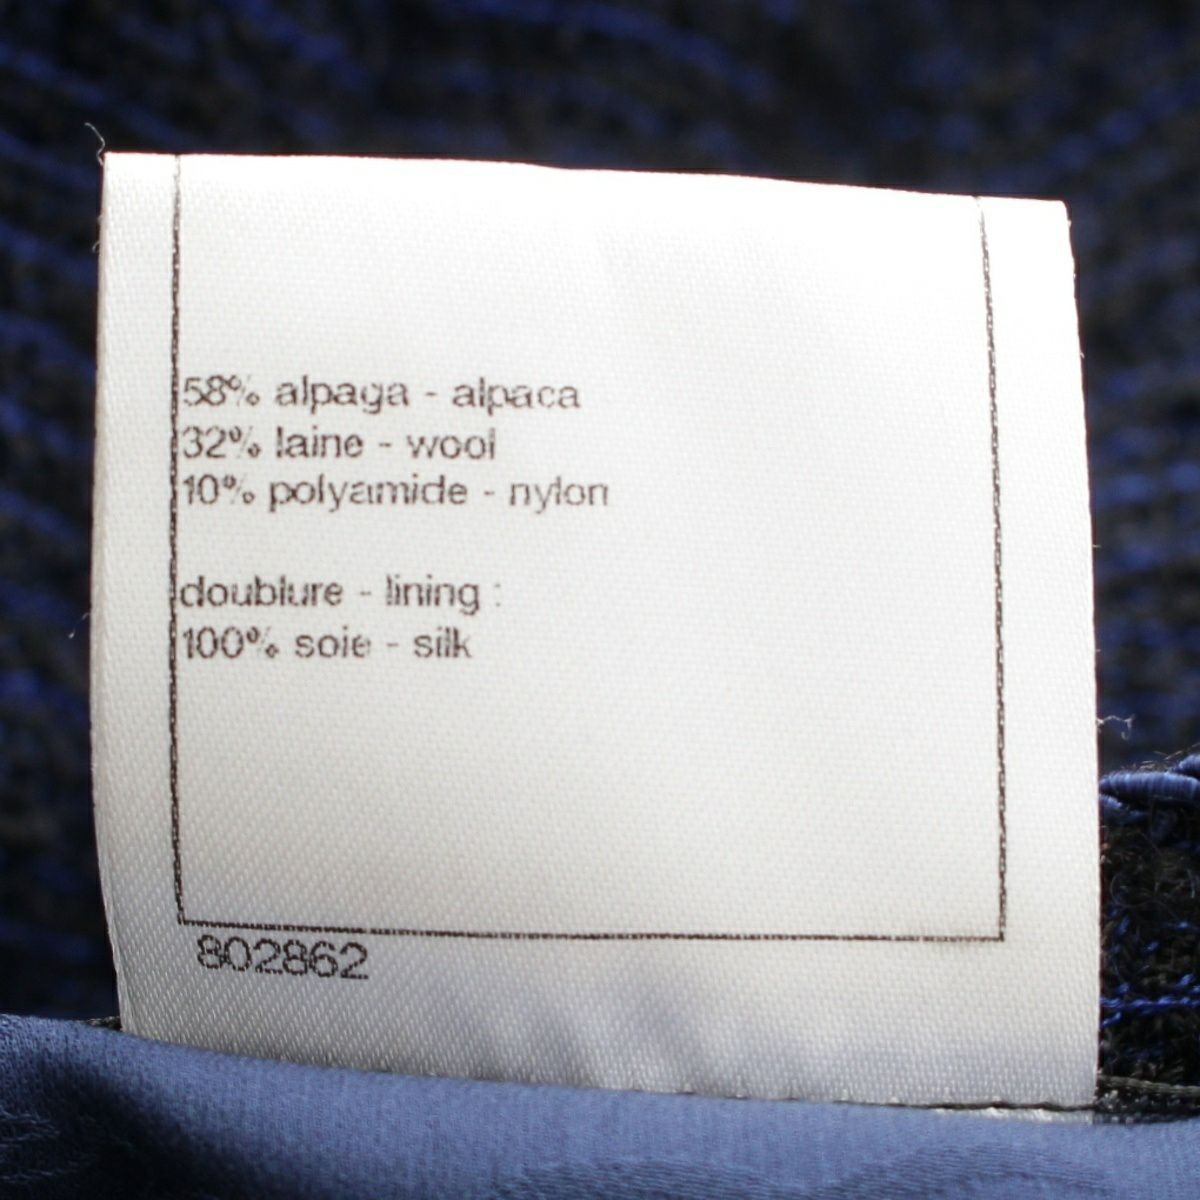 58% alpaga - alpaca
32% laine - wool
10% polyamide - nylon
doublure - lining :
100% soie - silk
802862